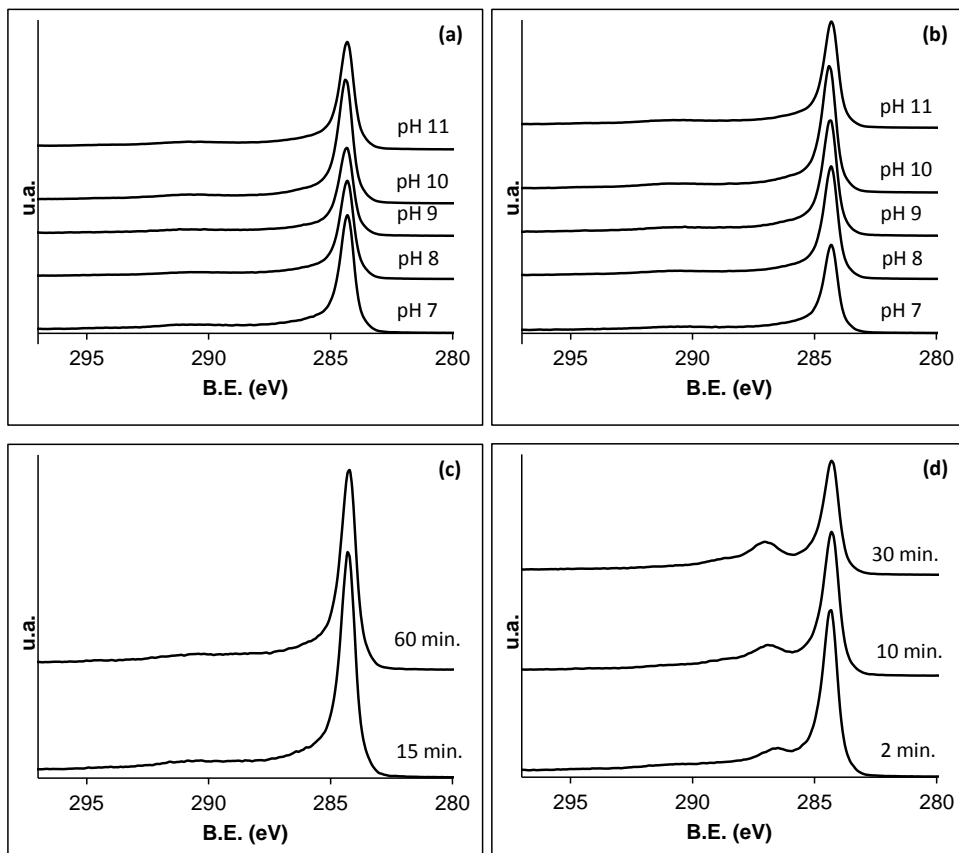 (a)
pH 11
pH 10
pH 9
pH 8
pH 7
u.a.
295 290 285 280
B.E. (eV)
(b)
pH 11
pH 10
pH 9
pH 8
pH 7
u.a.
295 290 285 280
B.E. (eV)
(c)
60 min.
15 min.
u.a.
295 290 285 280
B.E. (eV)
(d)
30 min.
10 min.
2 min.
u.a.
295 290 285 280
B.E. (eV)